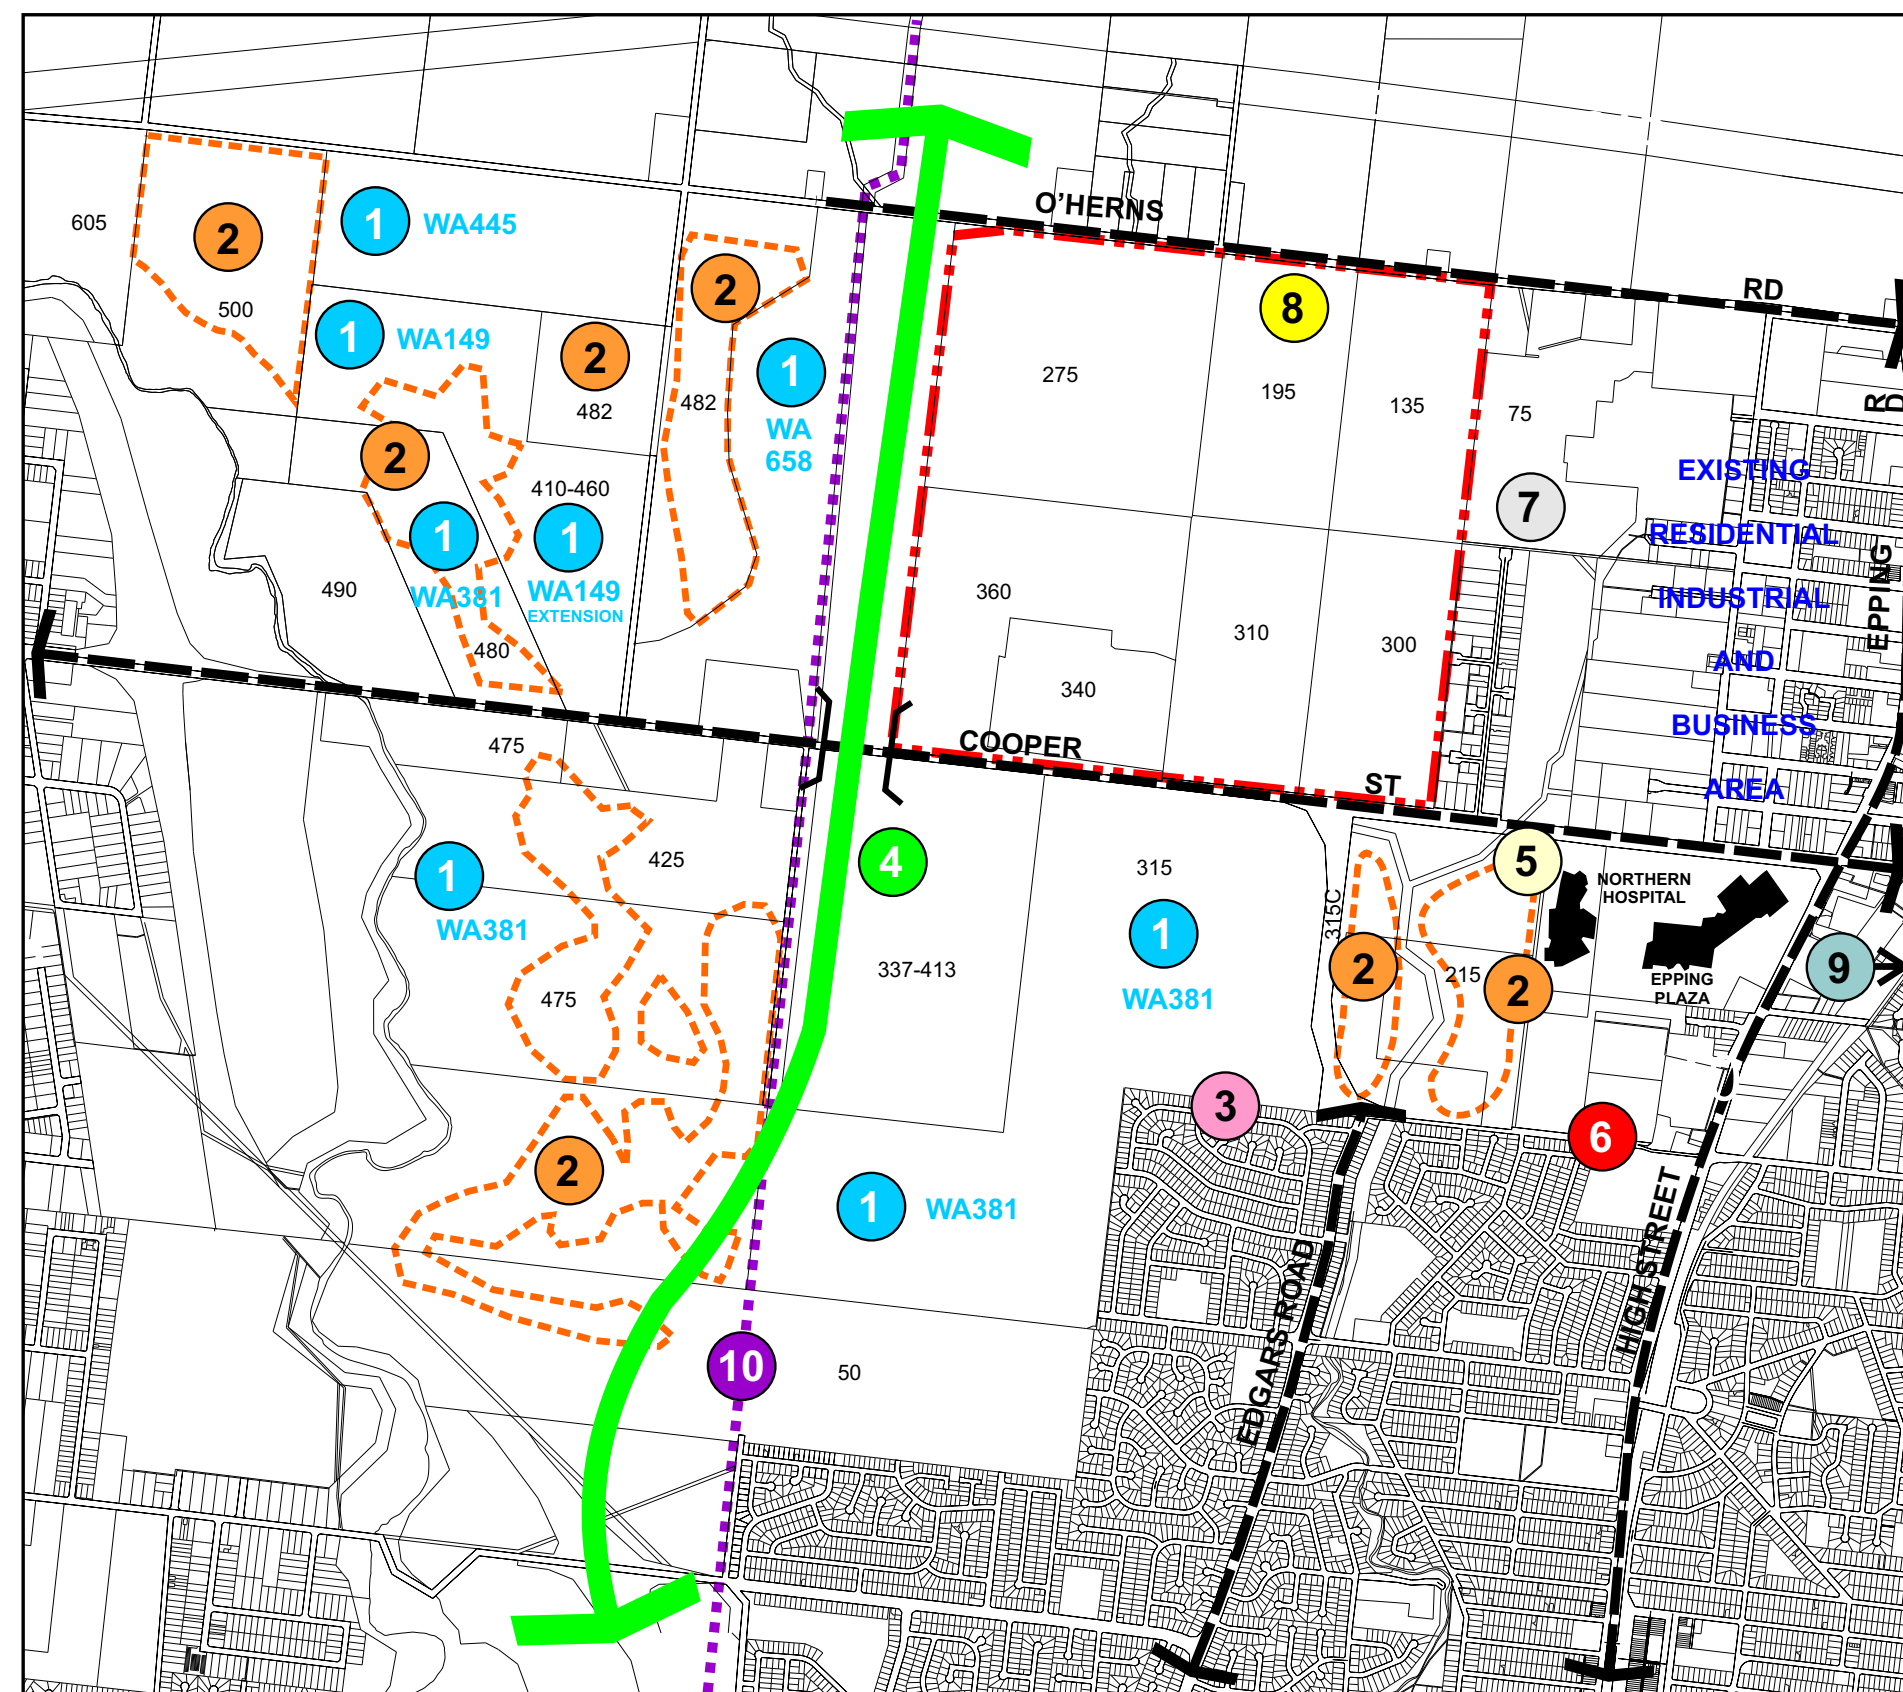 O'HERNS
RD
605
2
1
WA445
2
8
500
1
WA149
2
482
482
1
WA
658
275
195
135
75
R
D
EXISTING
RESIDENTIAL
INDUSTRIAL
AND
BUSINESS
AREA
EPPING
2
410-460
1
WA381
1
WA149
EXTENSION
7
490
480
360
310
300
340
COOPER
ST
475
425
4
315
5
NORTHERN
HOSPITAL
1
WA381
337-413
1
WA381
315C
2
215
2
EPPING
PLAZA
9
475
3
6
2
1
WA381
EDGARS ROAD
HIGH STREET
10
50